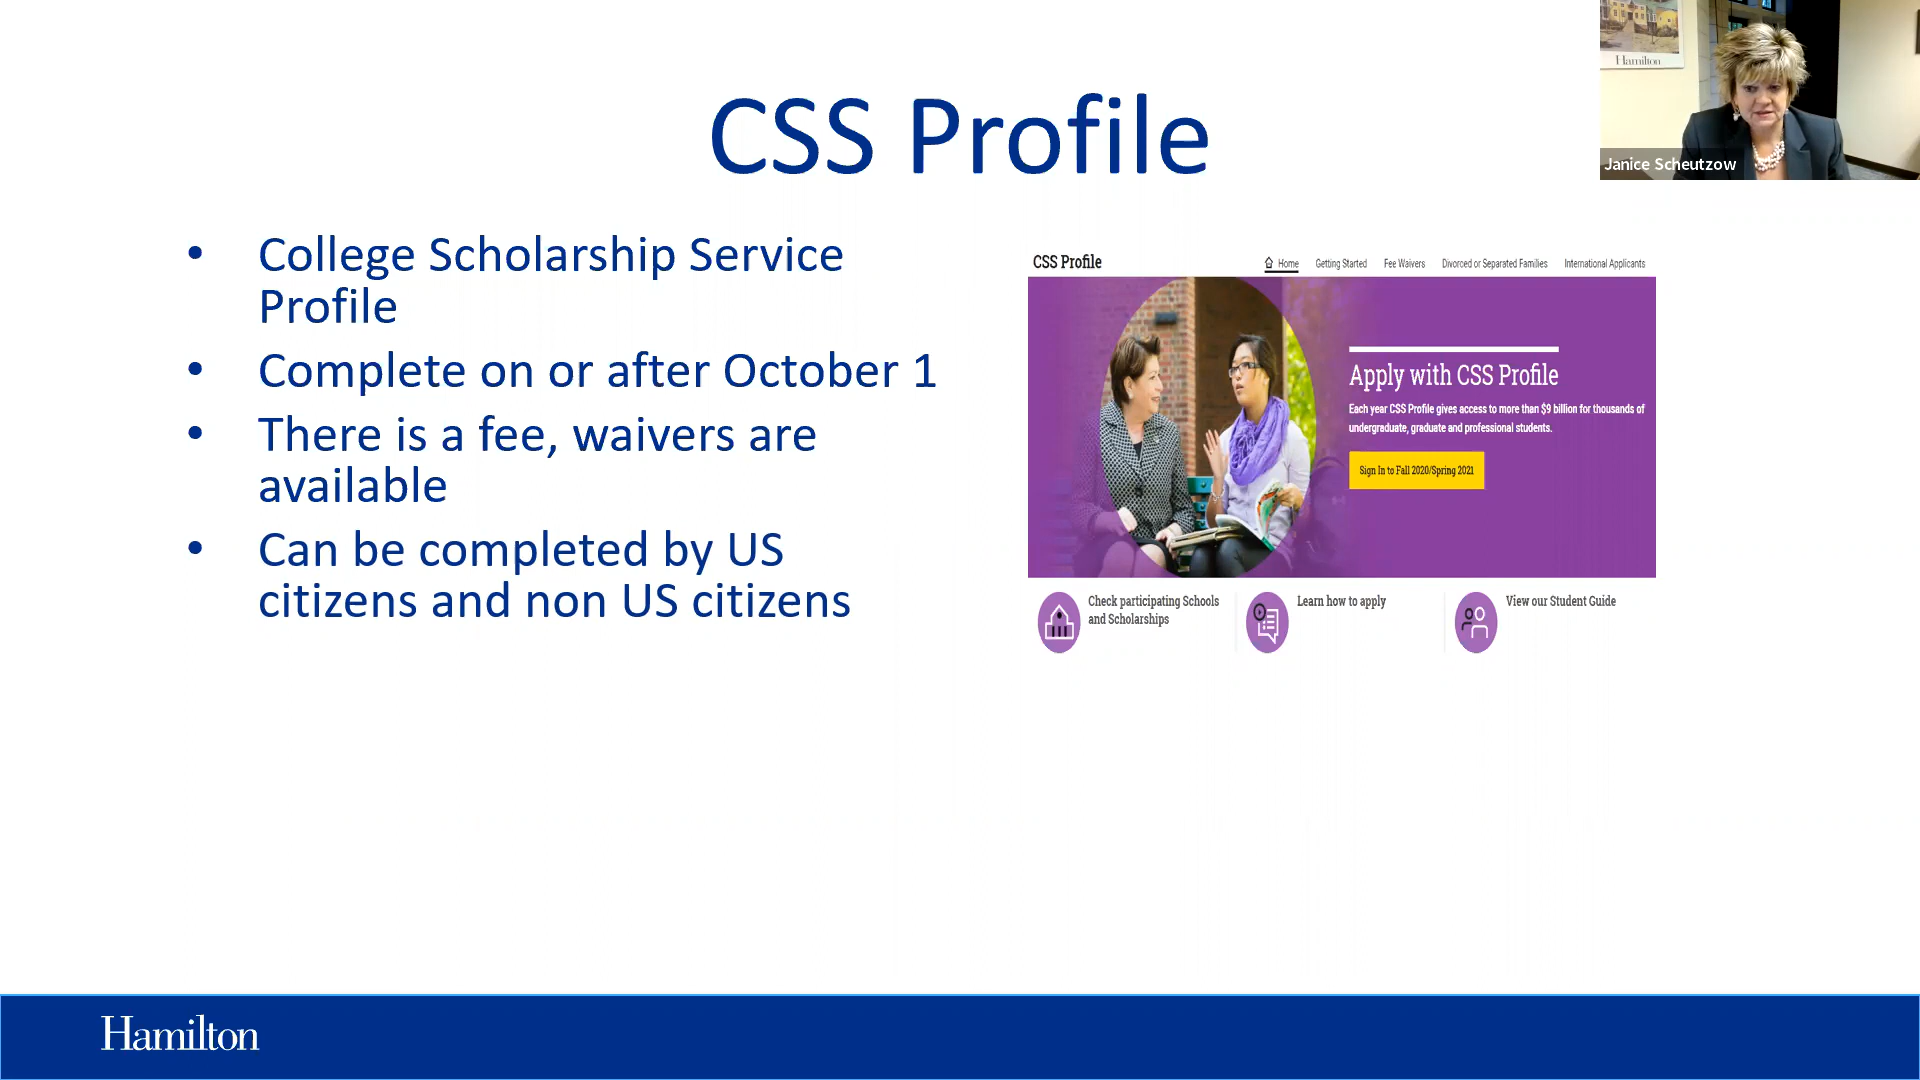 CSS Profile
Hamilton
Janice Scheutzow
• College Scholarship Service
Profile
• Complete on or after October 1
• There is a fee, waivers are
available
• Can be completed by US
citizens and non US citizens
CSS Profile
Home Getting Started Fee Waivers Divorced or Separated Families International Applicants
Apply with CSS Profile
Each year CSS Profile gives access to more than $9 billion for thousands of
undergraduate, graduate and professional students.
Sign In to Fall 2020/Spring 2021
Check participating Schools
and Scholarships
Learn how to apply
View our Student Guide
Hamilton